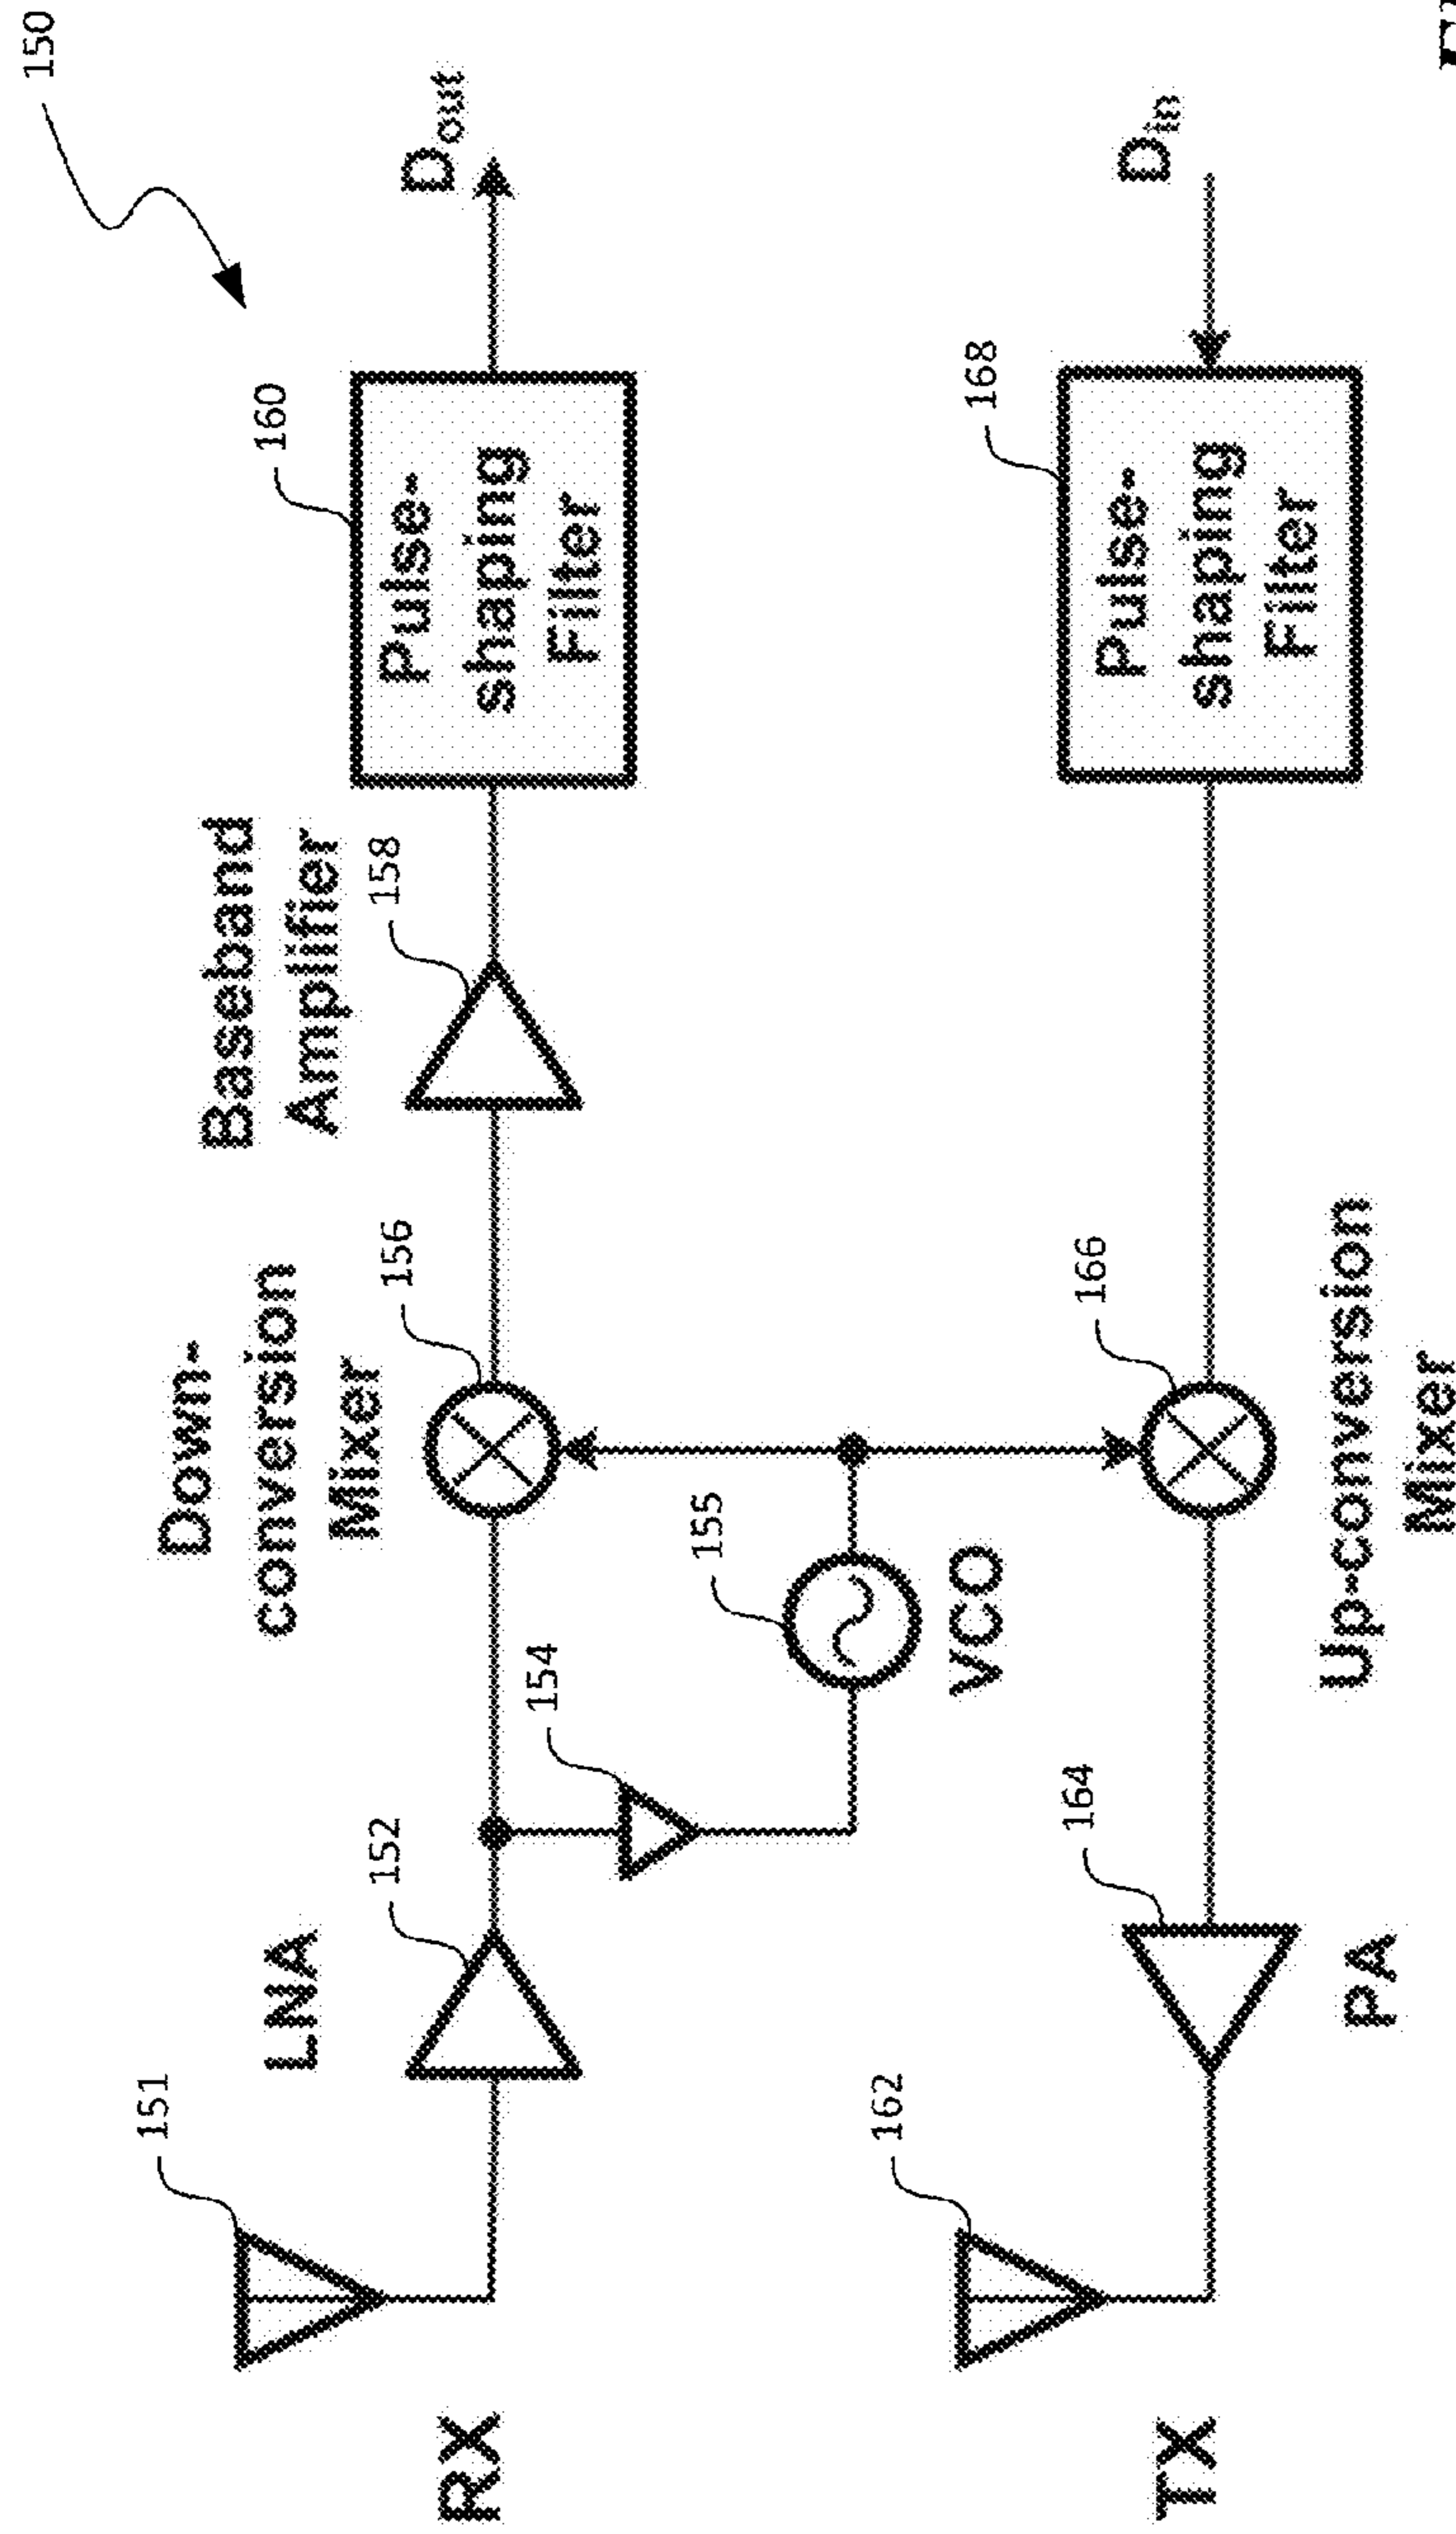 150
Down-
conversion
Mixer
Baseband
Amplifier
LNA
151
152
154
156
158
160
Pulse-
shaping
Filter
Dout
RX
155
VCO
162
164
166
168
Pulse-
shaping
Filter
Din
TX
PA
Up-conversion
Mixer